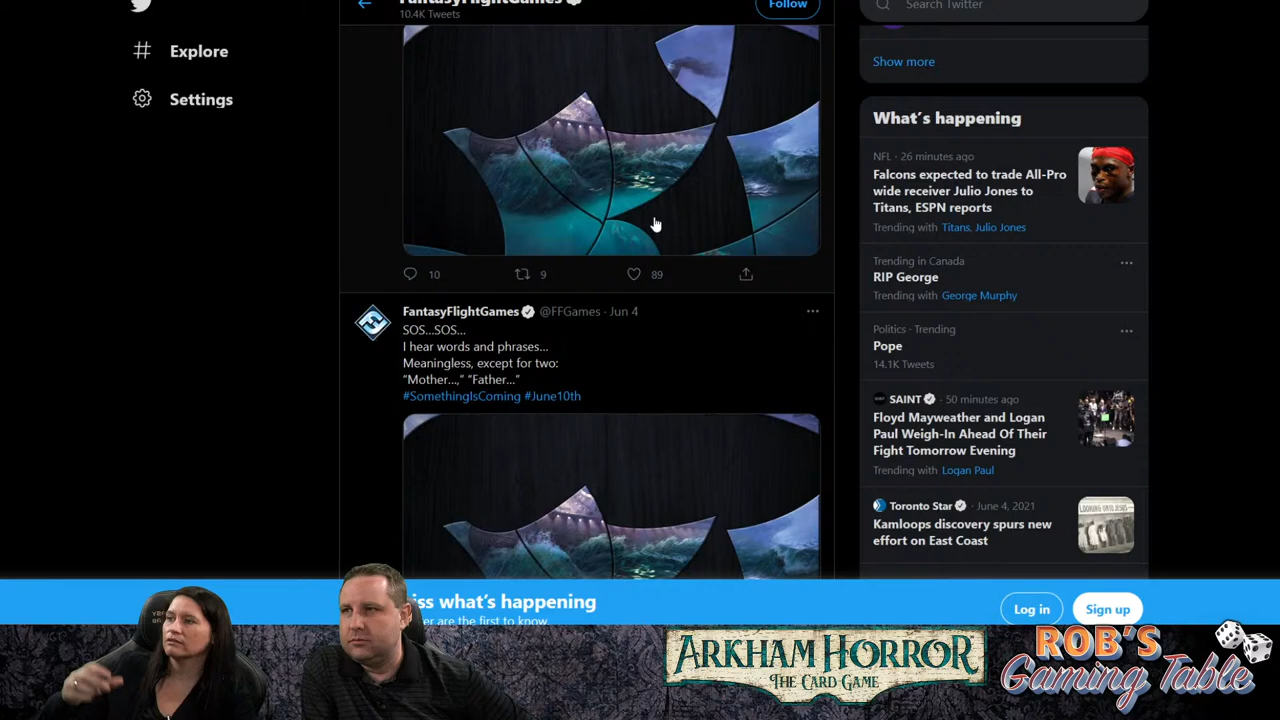 FantasyFlightGames
10.4K Tweets
Follow
Search Twitter
Explore
Settings
Show more
What's happening
NFL · 26 minutes ago
Falcons expected to trade All-Pro
wide receiver Julio Jones to
Titans, ESPN reports
Trending with Titans, Julio Jones
Trending in Canada
RIP George
Trending with George Murphy
Politics · Trending
Pope
14.1K Tweets
SAINT · 50 minutes ago
Floyd Mayweather and Logan
Paul Weigh-In Ahead Of Their
Fight Tomorrow Evening
Trending with Logan Paul
Toronto Star · June 4, 2021
Kamloops discovery spurs new
effort on East Coast
10 9 89
FantasyFlightGames @FFGames · Jun 4
SOS...SOS...
I hear words and phrases...
Meaningless, except for two:
"Mother...," "Father..."
#SomethingIsComing #June10th
iss what's happening
er are the first to know.
Log in
Sign up
ARKHAM HORROR
THE CARD GAME
ROB'S
Gaming Table